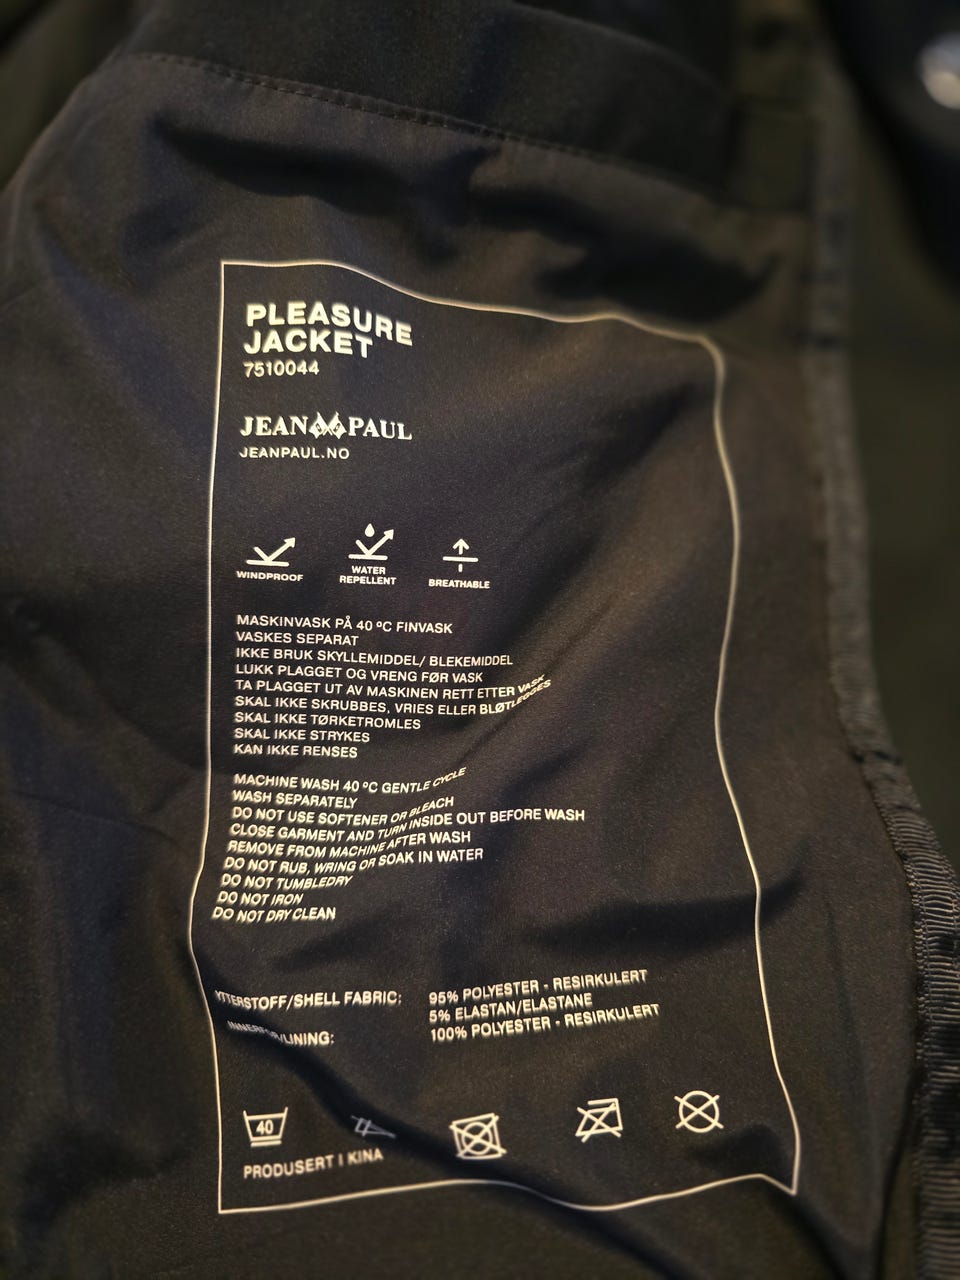 PLEASURE
JACKET
7510044
JEAN PAUL
JEANPAUL.NO
WINDPROOF
WATER
REPELLENT
BREATHABLE
MASKINVASK PÅ 40 ºC FINVASK
VASKES SEPARAT
IKKE BRUK SKYLLEMIDDEL/ BLEKEMIDDEL
LUKK PLAGGET OG VRENG FØR VASK
TA PLAGGET UT AV MASKINEN RETT ETTER VASK
SKAL IKKE SKRUBBES, VRIES ELLER BLØTLEGGES
SKAL IKKE TØRKETROMLES
SKAL IKKE STRYKES
KAN IKKE RENSES
MACHINE WASH 40 ºC GENTLE CYCLE
WASH SEPARATELY
DO NOT USE SOFTENER OR BLEACH
CLOSE GARMENT AND TURN INSIDE OUT BEFORE WASH
REMOVE FROM MACHINE AFTER WASH
DO NOT RUB, WRING OR SOAK IN WATER
DO NOT TUMBLEDRY
DO NOT IRON
DO NOT DRY CLEAN
YTTERSTOFF/SHELL FABRIC: 95% POLYESTER - RESIRKULERT
5% ELASTAN/ELASTANE
LINING: 100% POLYESTER - RESIRKULERT
40
PRODUSERT I KINA